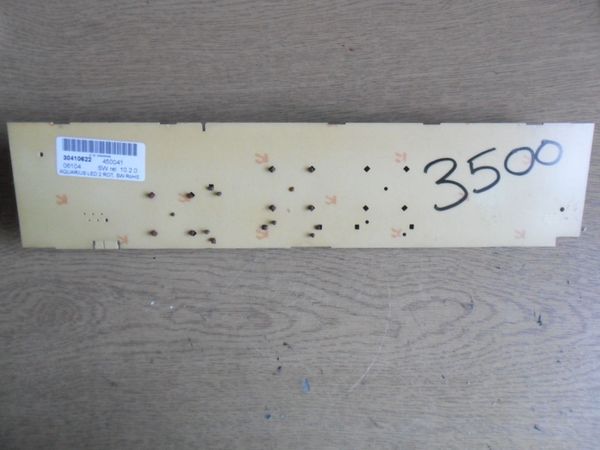 30410622 450041
06104 SW rel. 10.2.0
AQUARIUS LED 2 ROT. SW RoHS
3500